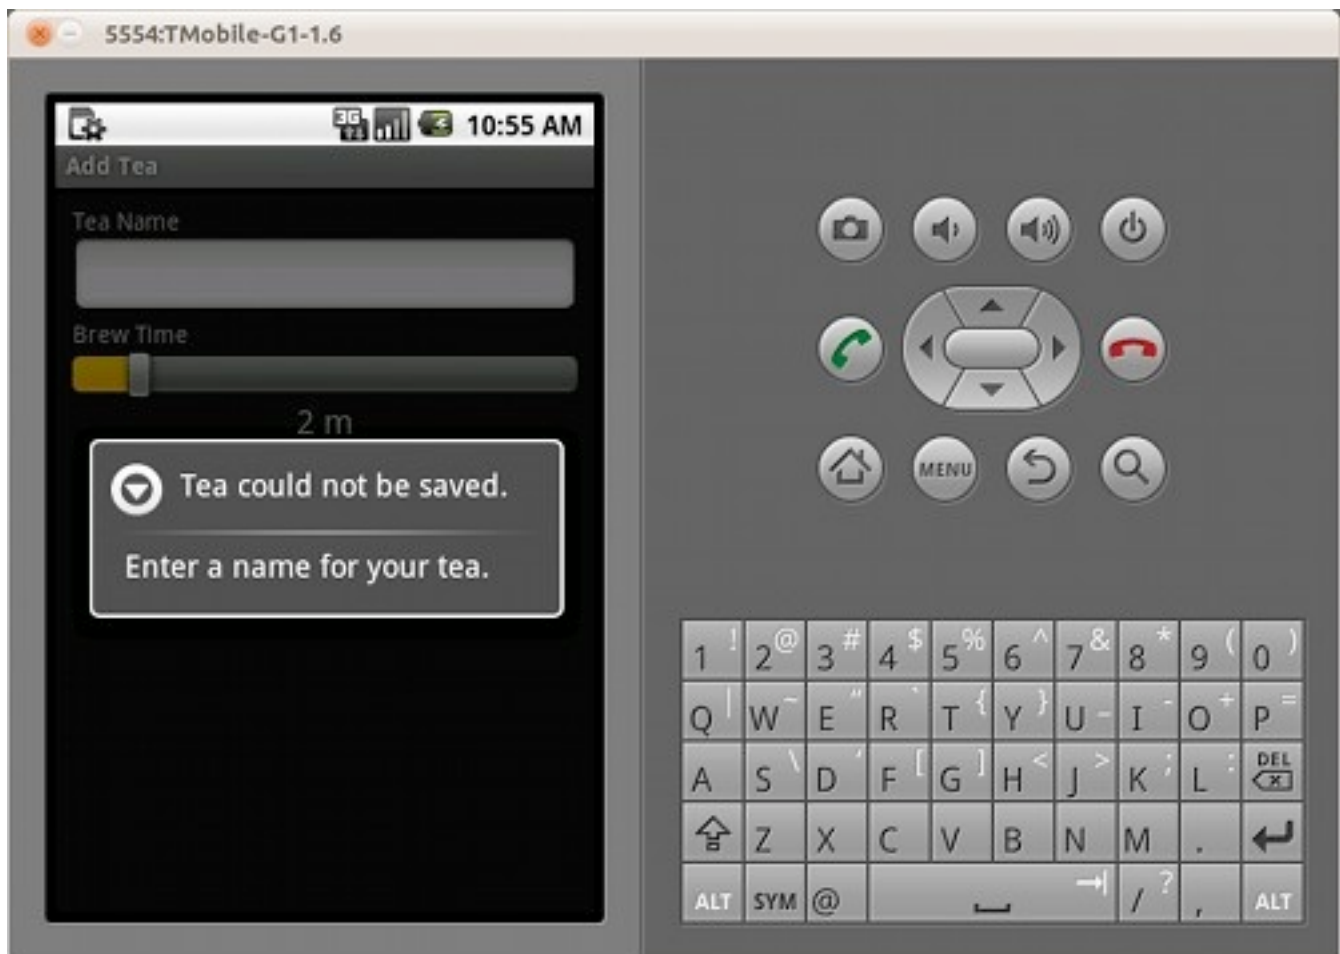 5554:TMobile-G1-1.6
3G 10:55 AM
Add Tea
Tea Name
Brew Time
2 m
Tea could not be saved.
Enter a name for your tea.
MENU
1 ! 2 @ 3 # 4 $ 5 % 6 ^ 7 & 8 * 9 ( 0 )
Q | W ~ E " R ` T { Y } U _ I - O + P =
A S \ D ' F [ G ] H < J > K ; L : DEL
Z X C V B N M .
ALT SYM @ / ? , ALT